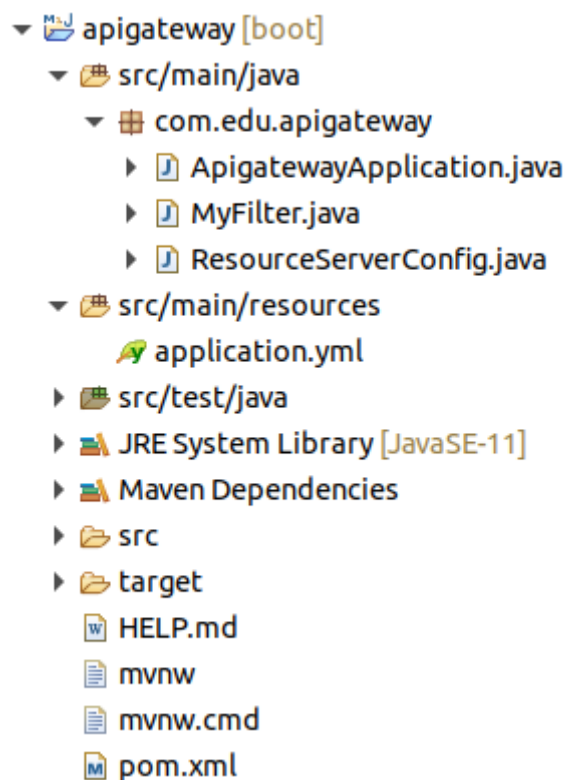 apigateway [boot]
src/main/java
com.edu.apigateway
ApigatewayApplication.java
MyFilter.java
ResourceServerConfig.java
src/main/resources
application.yml
src/test/java
JRE System Library [JavaSE-11]
Maven Dependencies
src
target
HELP.md
mvnw
mvnw.cmd
pom.xml